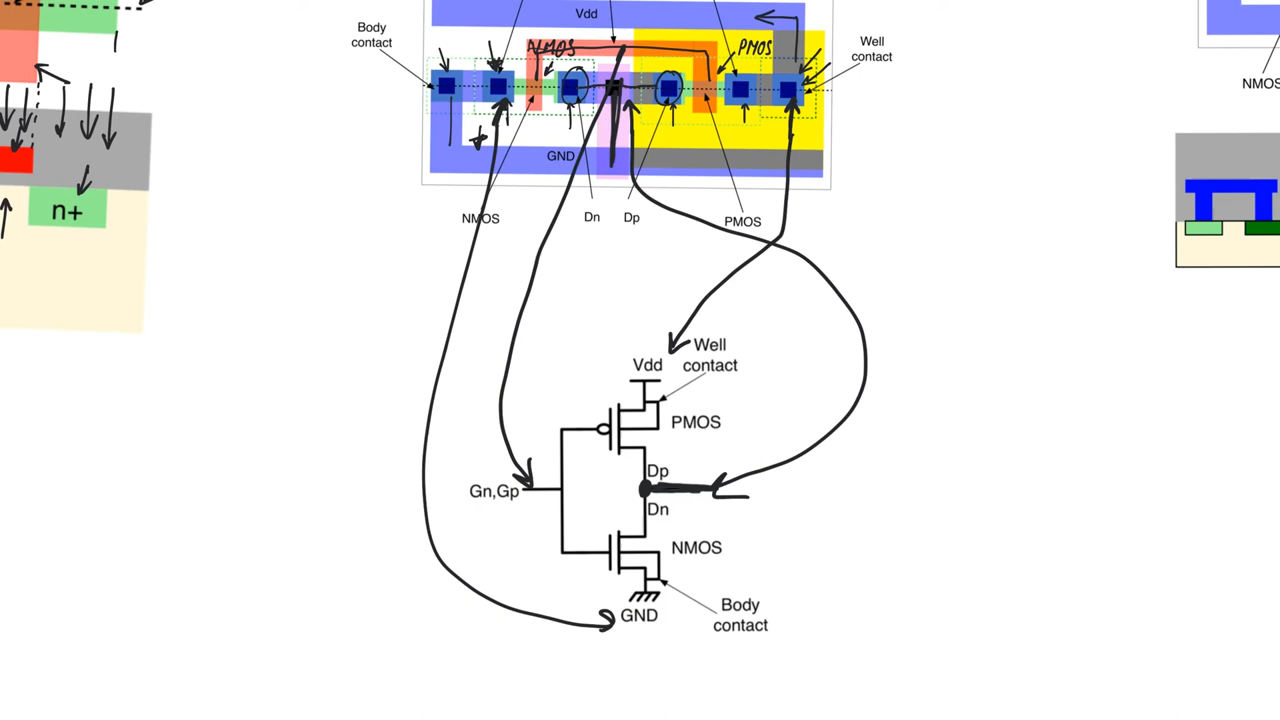 Vdd
Body
contact
NMOS
PMOS
Well
contact
GND
n+
NMOS
Dn
Dp
PMOS
NMOS
Vdd
Well
contact
PMOS
Dp
Gn,Gp
Dn
NMOS
GND
Body
contact